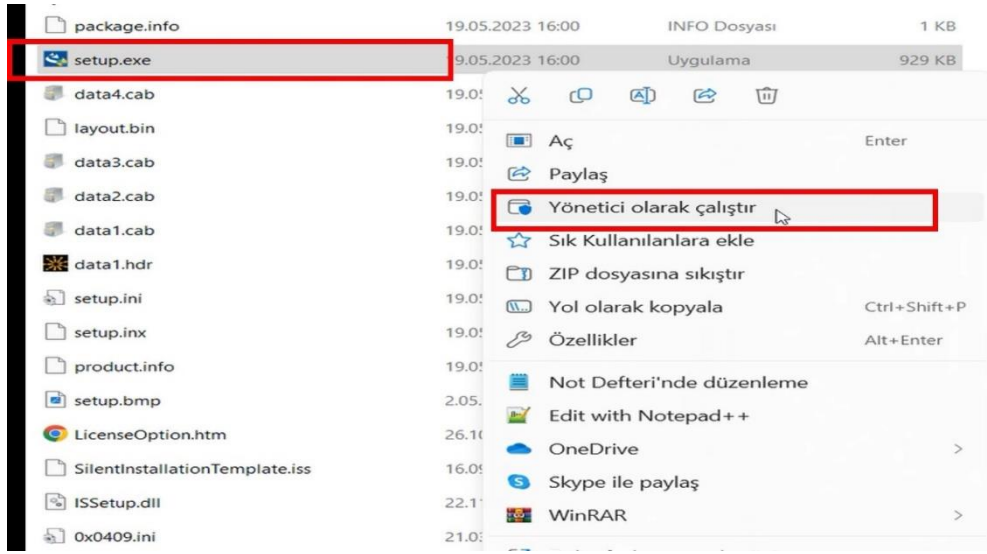 package.info 19.05.2023 16:00 INFO Dosyası 1 KB
setup.exe 19.05.2023 16:00 Uygulama 929 KB
data4.cab 19.05
layout.bin 19.05
Aç Enter
data3.cab 19.05
Paylaş
data2.cab 19.05
Yönetici olarak çalıştır
data1.cab 19.05
Sık Kullanılanlara ekle
data1.hdr 19.05
ZIP dosyasına sıkıştır
setup.ini 19.05
Yol olarak kopyala Ctrl+Shift+P
setup.inx 19.05
Özellikler Alt+Enter
product.info 19.05
Not Defteri'nde düzenleme
setup.bmp 2.05.
Edit with Notepad++
LicenseOption.htm 26.10
OneDrive
SilentInstallationTemplate.iss 16.09
Skype ile paylaş
ISSetup.dll 22.1
WinRAR
0x0409.ini 21.0